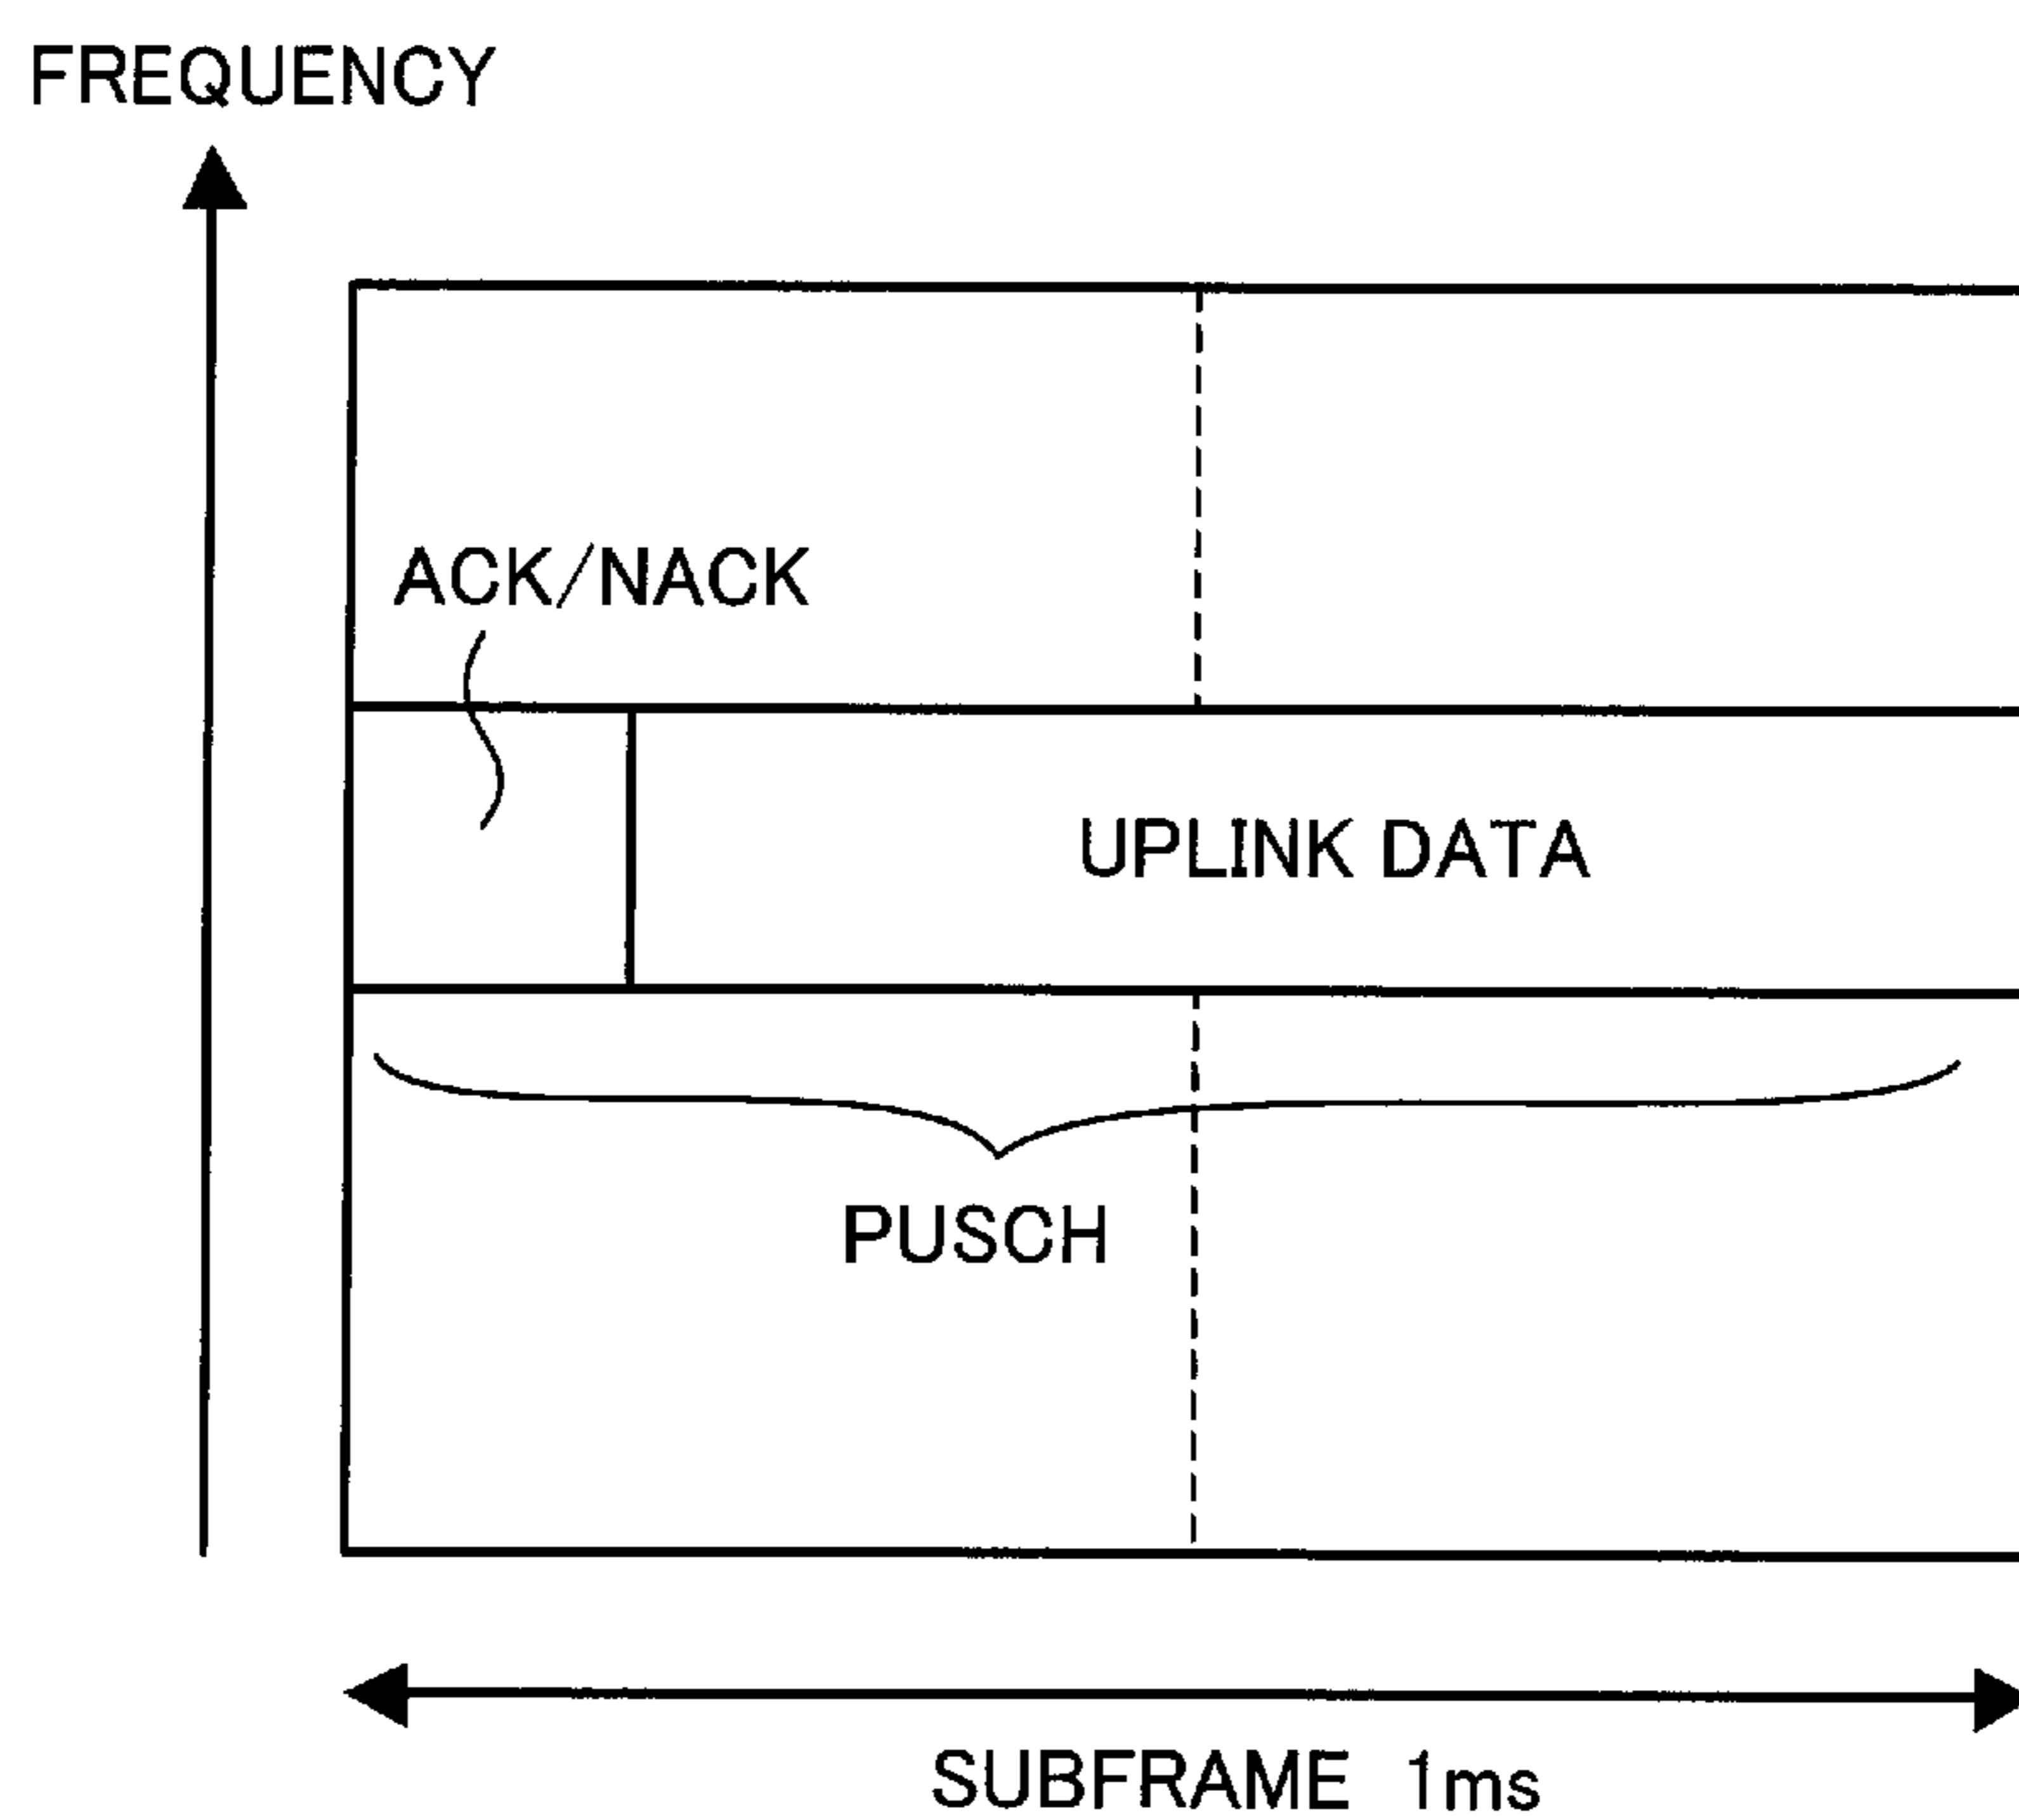 FREQUENCY
ACK/NACK
UPLINK DATA
PUSCH
SUBFRAME 1ms